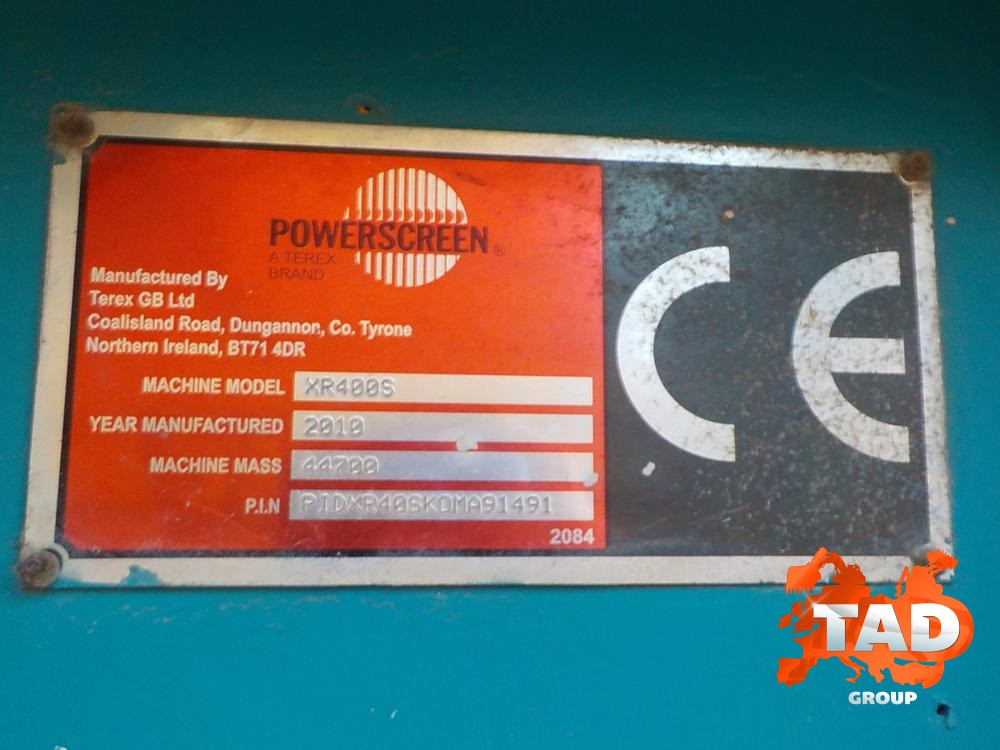 POWERSCREEN®
A TEREX
BRAND
Manufactured By
Terex GB Ltd
Coalisland Road, Dungannon, Co. Tyrone
Northern Ireland, BT71 4DR
MACHINE MODEL XR400S
YEAR MANUFACTURED 2010
MACHINE MASS 44700
P.I.N PIDXR40SKOMA91491
2084
CE
TAD
GROUP